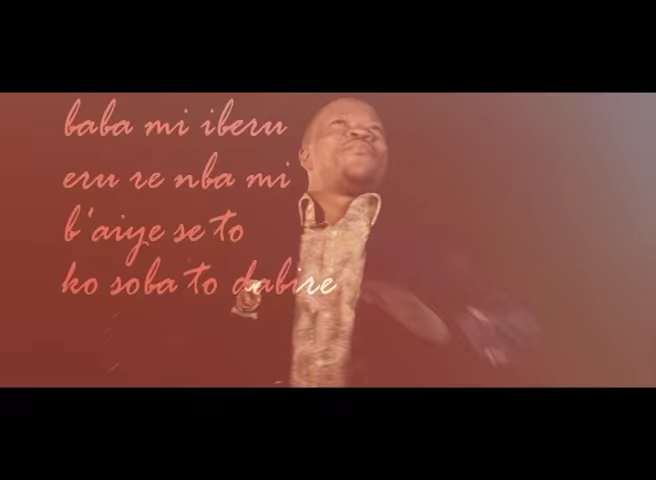 baba mi iberu
eru re nba mi
b'aiye se to
ko soba to dabire